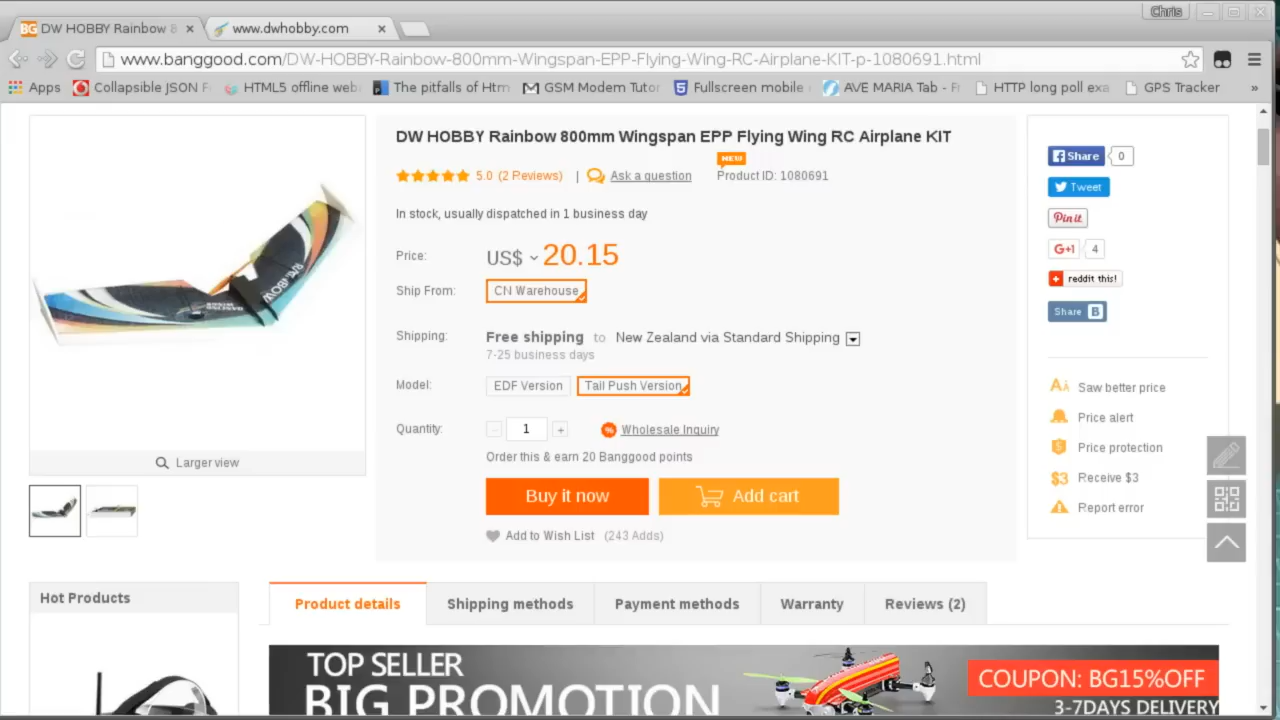 Chris
BG DW HOBBY Rainbow 8
www.dwhobby.com
www.banggood.com/DW-HOBBY-Rainbow-800mm-Wingspan-EPP-Flying-Wing-RC-Airplane-KIT-p-1080691.html
Apps Collapsible JSON F HTML5 offline web The pitfalls of Htm GSM Modem Tutor Fullscreen mobile AVE MARIA Tab - HTTP long poll exa GPS Tracker »
DW HOBBY Rainbow 800mm Wingspan EPP Flying Wing RC Airplane KIT
NEW
5.0 (2 Reviews) | Ask a question Product ID: 1080691
In stock, usually dispatched in 1 business day
Price: US$ 20.15
Ship From: CN Warehouse
Shipping: Free shipping to New Zealand via Standard Shipping
7-25 business days
Model: EDF Version Tail Push Version
Quantity: - 1 + Wholesale Inquiry
Order this & earn 20 Banggood points
Buy it now Add cart
Add to Wish List (243 Adds)
RAINBOW
Larger view
Share 0
Tweet
Pin it
G+1 4
reddit this!
Share B
Saw better price
Price alert
Price protection
$3 Receive $3
Report error
Hot Products
Product details Shipping methods Payment methods Warranty Reviews (2)
TOP SELLER
BIG PROMOTION
COUPON: BG15%OFF
3-7DAYS DELIVERY